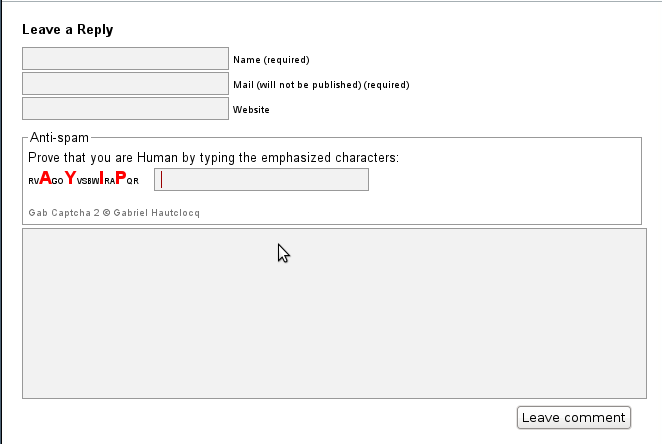 Leave a Reply
Name (required)
Mail (will not be published) (required)
Website
Anti-spam
Prove that you are Human by typing the emphasized characters:
RVAGOYVSBWIRAPQR
Gab Captcha 2 © Gabriel Hautclocq
Leave comment